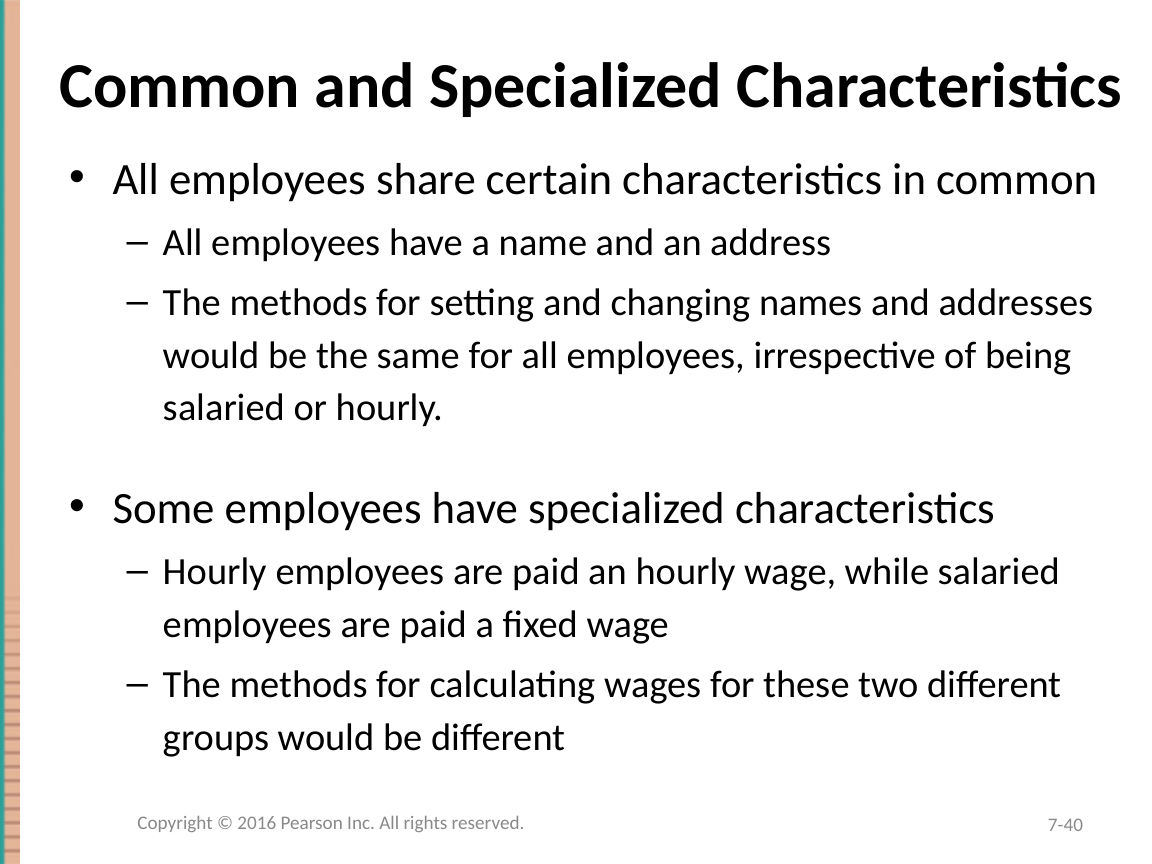 Common and Specialized Characteristics
• All employees share certain characteristics in common
– All employees have a name and an address
– The methods for setting and changing names and addresses
would be the same for all employees, irrespective of being
salaried or hourly.
• Some employees have specialized characteristics
– Hourly employees are paid an hourly wage, while salaried
employees are paid a fixed wage
– The methods for calculating wages for these two different
groups would be different
Copyright © 2016 Pearson Inc. All rights reserved.
7-40